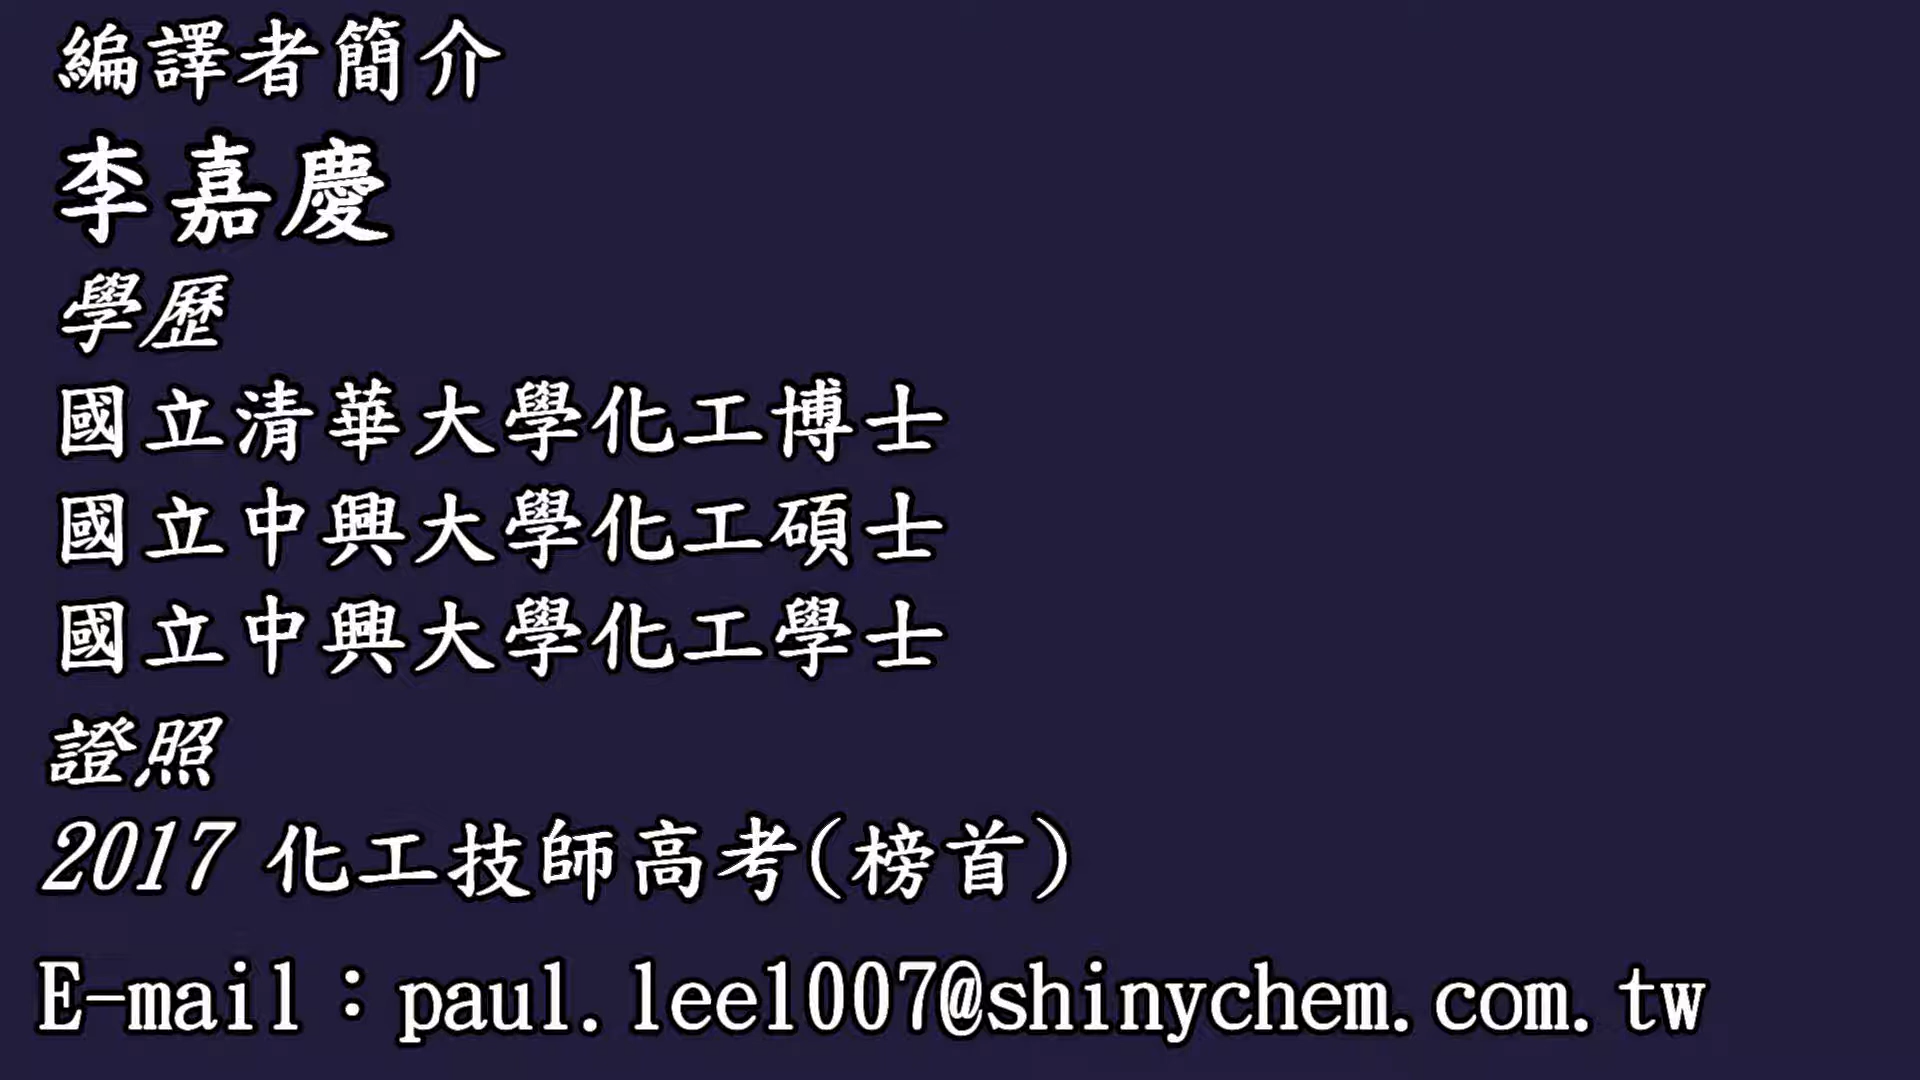 編譯者簡介
李嘉慶
學歷
國立清華大學化工博士
國立中興大學化工碩士
國立中興大學化工學士
證照
2017 化工技師高考(榜首)
E-mail：paul.lee1007@shinychem.com.tw